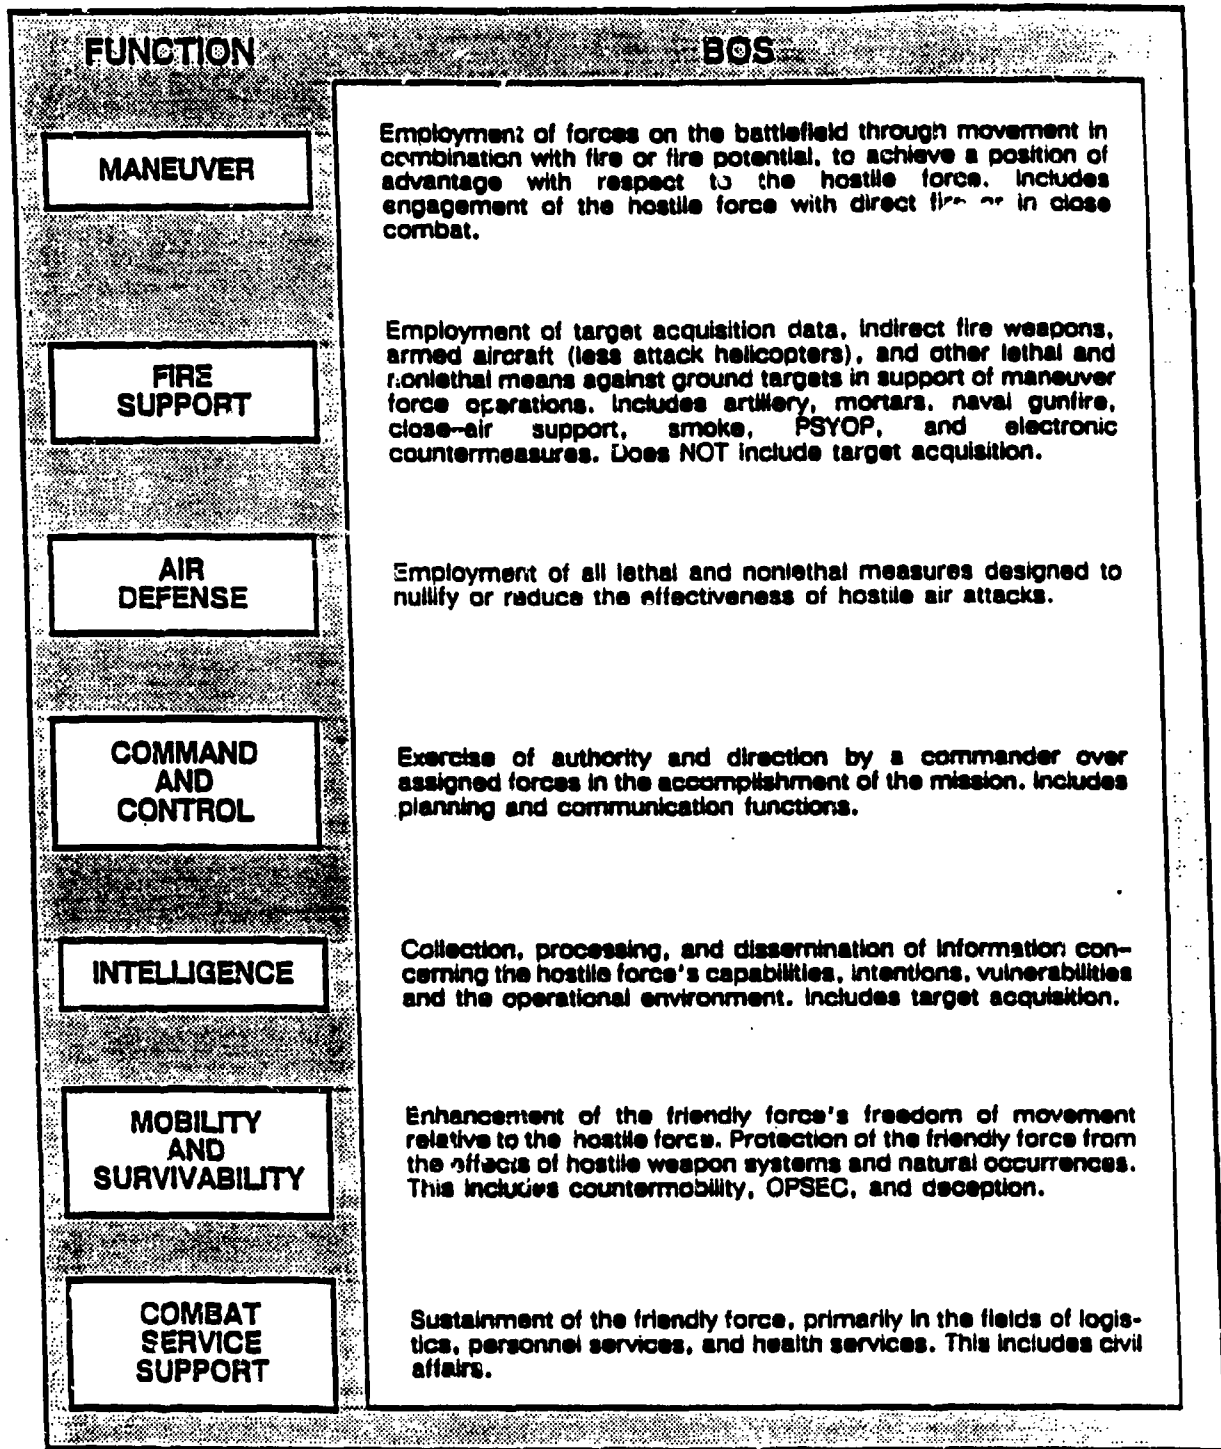 FUNCTION BOS
MANEUVER
Employment of forces on the battlefield through movement in
combination with fire or fire potential, to achieve a position of
advantage with respect to the hostile force. Includes
engagement of the hostile force with direct fire or in close
combat.
FIRE
SUPPORT
Employment of target acquisition data, indirect fire weapons,
armed aircraft (less attack helicopters), and other lethal and
nonlethal means against ground targets in support of maneuver
force operations. Includes artillery, mortars, naval gunfire,
close-air support, smoke, PSYOP, and electronic
countermeasures. Does NOT include target acquisition.
AIR
DEFENSE
Employment of all lethal and nonlethal measures designed to
nullify or reduce the effectiveness of hostile air attacks.
COMMAND
AND
CONTROL
Exercise of authority and direction by a commander over
assigned forces in the accomplishment of the mission. Includes
planning and communication functions.
INTELLIGENCE
Collection, processing, and dissemination of information con-
cerning the hostile force's capabilities, intentions, vulnerabilities
and the operational environment. Includes target acquisition.
MOBILITY
AND
SURVIVABILITY
Enhancement of the friendly force's freedom of movement
relative to the hostile force. Protection of the friendly force from
the effects of hostile weapon systems and natural occurrences.
This includes countermobility, OPSEC, and deception.
COMBAT
SERVICE
SUPPORT
Sustainment of the friendly force, primarily in the fields of logis-
tics, personnel services, and health services. This includes civil
affairs.